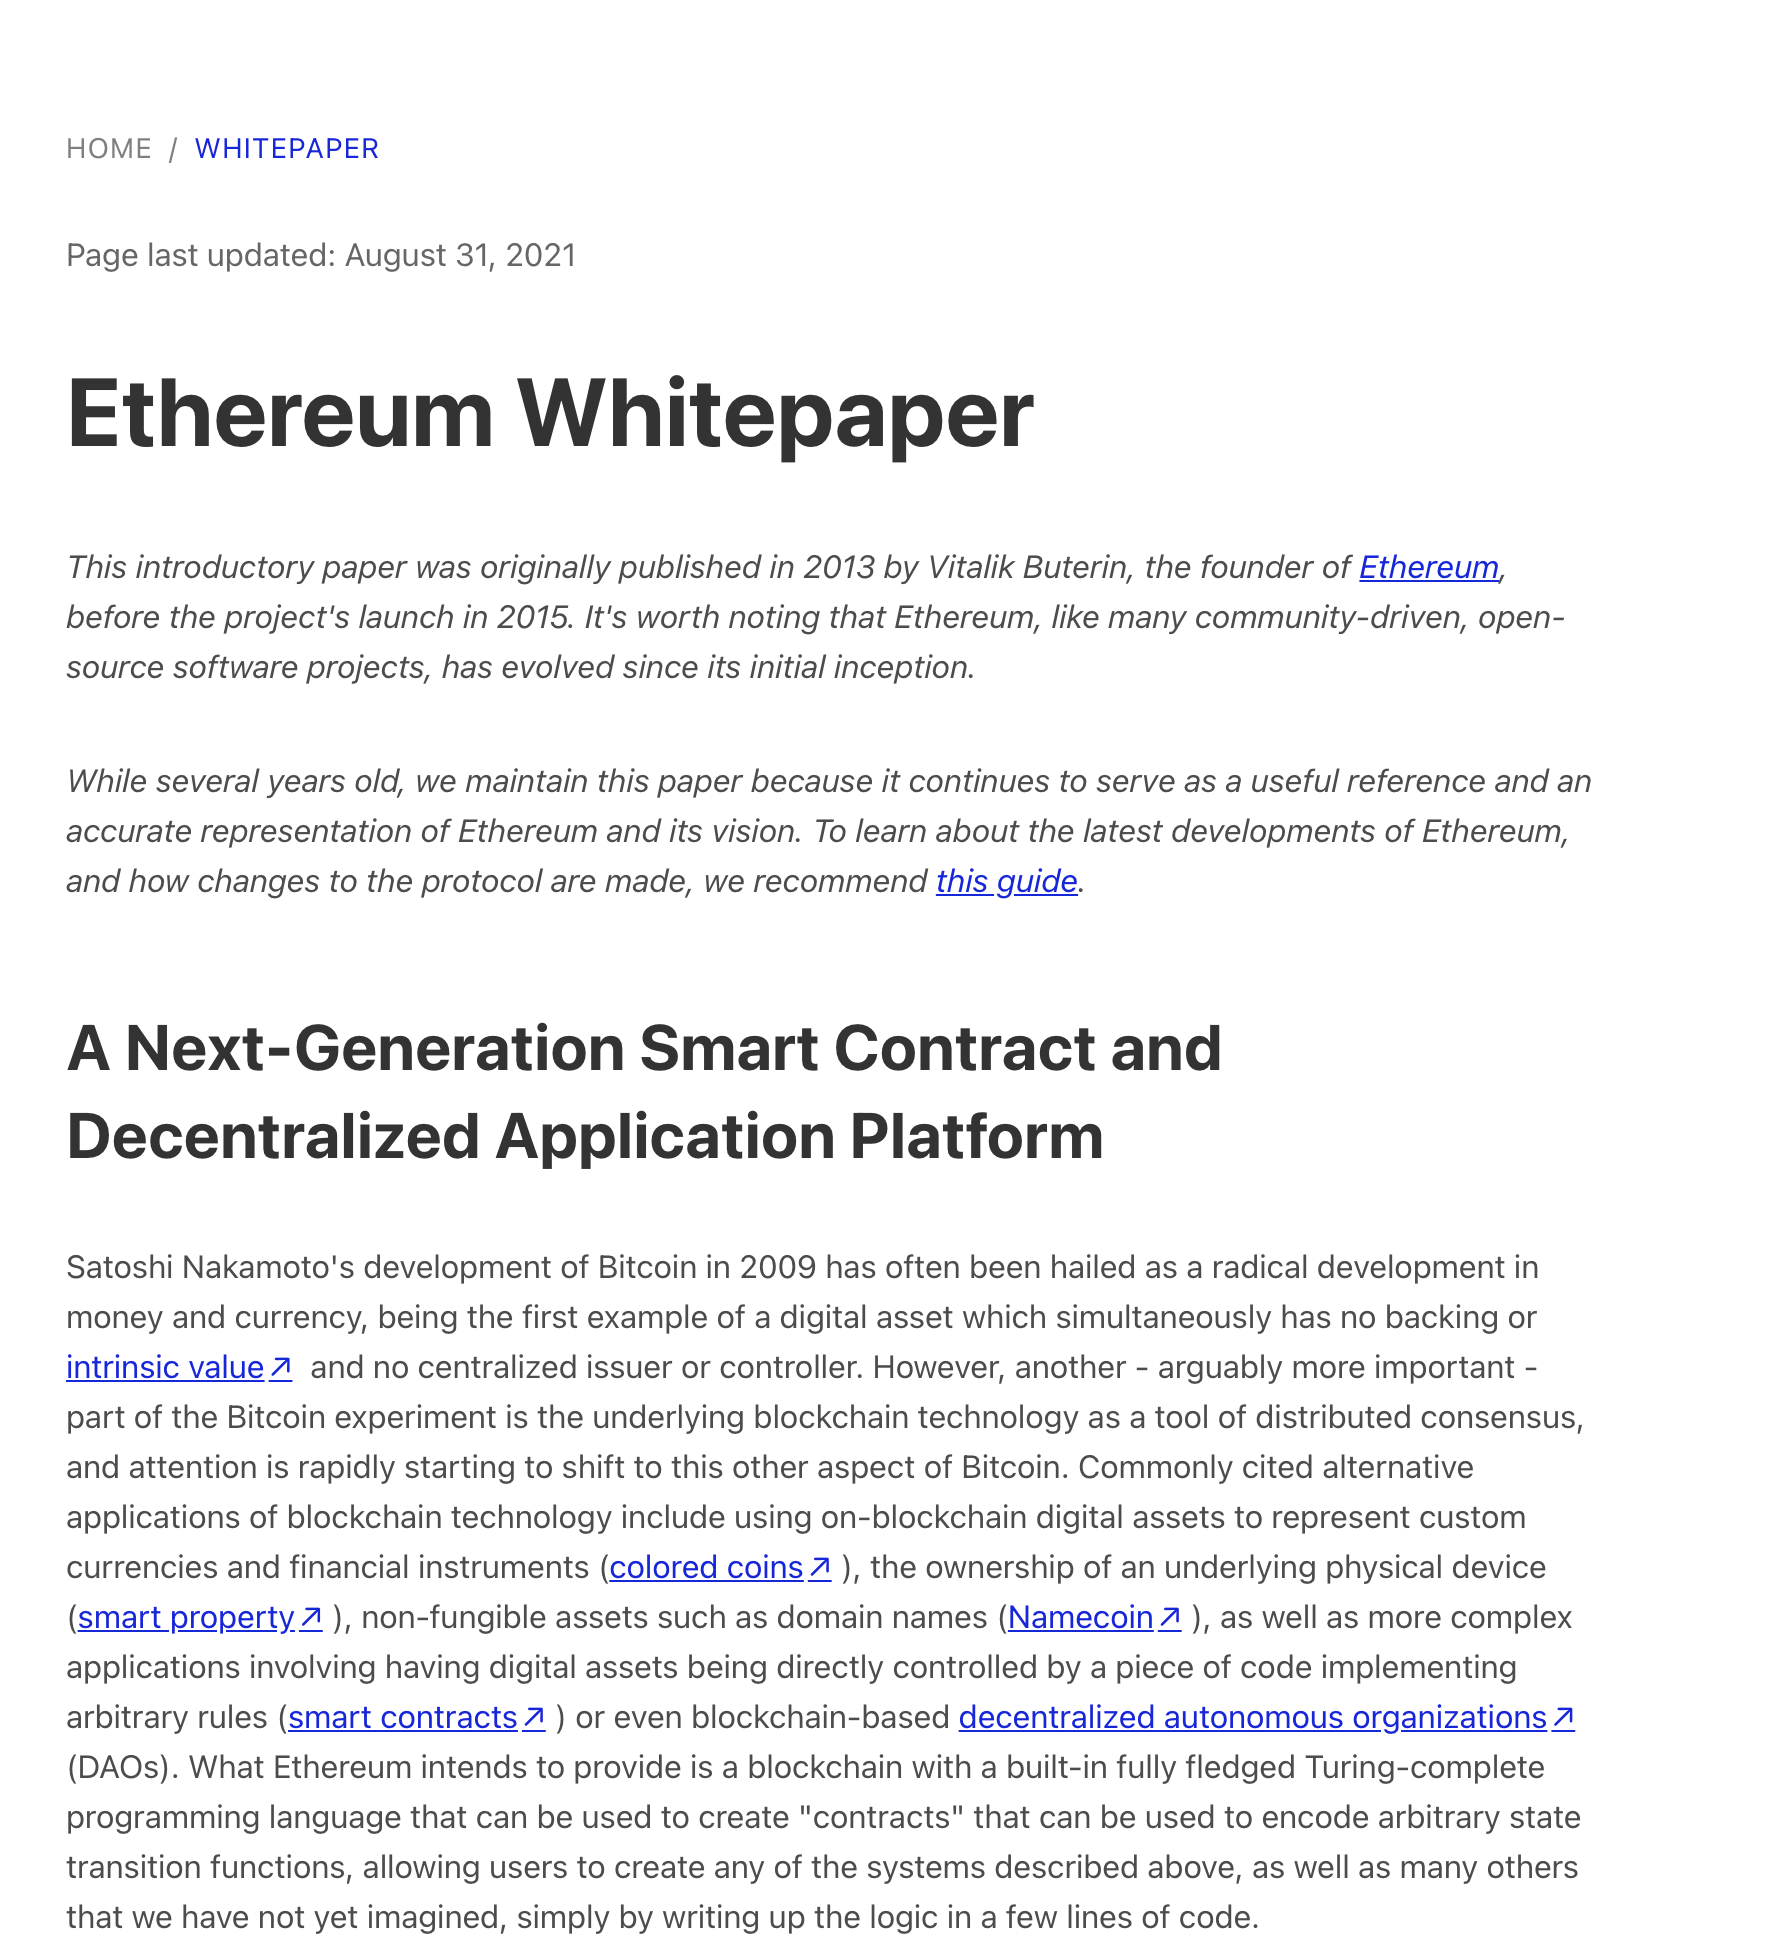 HOME / WHITEPAPER
Page last updated: August 31, 2021
Ethereum Whitepaper
This introductory paper was originally published in 2013 by Vitalik Buterin, the founder of Ethereum,
before the project's launch in 2015. It's worth noting that Ethereum, like many community-driven, open-
source software projects, has evolved since its initial inception.
While several years old, we maintain this paper because it continues to serve as a useful reference and an
accurate representation of Ethereum and its vision. To learn about the latest developments of Ethereum,
and how changes to the protocol are made, we recommend this guide.
A Next-Generation Smart Contract and
Decentralized Application Platform
Satoshi Nakamoto's development of Bitcoin in 2009 has often been hailed as a radical development in
money and currency, being the first example of a digital asset which simultaneously has no backing or
intrinsic value↗ and no centralized issuer or controller. However, another - arguably more important -
part of the Bitcoin experiment is the underlying blockchain technology as a tool of distributed consensus,
and attention is rapidly starting to shift to this other aspect of Bitcoin. Commonly cited alternative
applications of blockchain technology include using on-blockchain digital assets to represent custom
currencies and financial instruments (colored coins↗ ), the ownership of an underlying physical device
(smart property↗ ), non-fungible assets such as domain names (Namecoin↗ ), as well as more complex
applications involving having digital assets being directly controlled by a piece of code implementing
arbitrary rules (smart contracts↗ ) or even blockchain-based decentralized autonomous organizations↗
(DAOs). What Ethereum intends to provide is a blockchain with a built-in fully fledged Turing-complete
programming language that can be used to create "contracts" that can be used to encode arbitrary state
transition functions, allowing users to create any of the systems described above, as well as many others
that we have not yet imagined, simply by writing up the logic in a few lines of code.